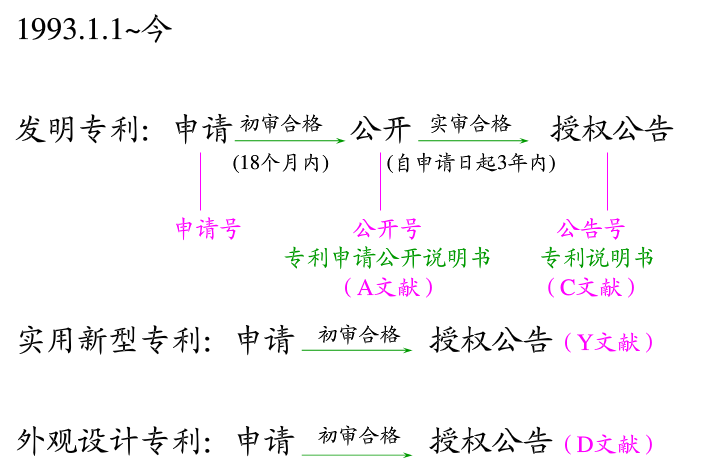 1993.1.1~今
发明专利：申请 初审合格 公开 实审合格 授权公告
(18个月内) (自申请日起3年内)
申请号 公开号 公告号
专利申请公开说明书 专利说明书
（A文献） （C文献）
实用新型专利：申请 初审合格 授权公告（Y文献）
外观设计专利：申请 初审合格 授权公告（D文献）